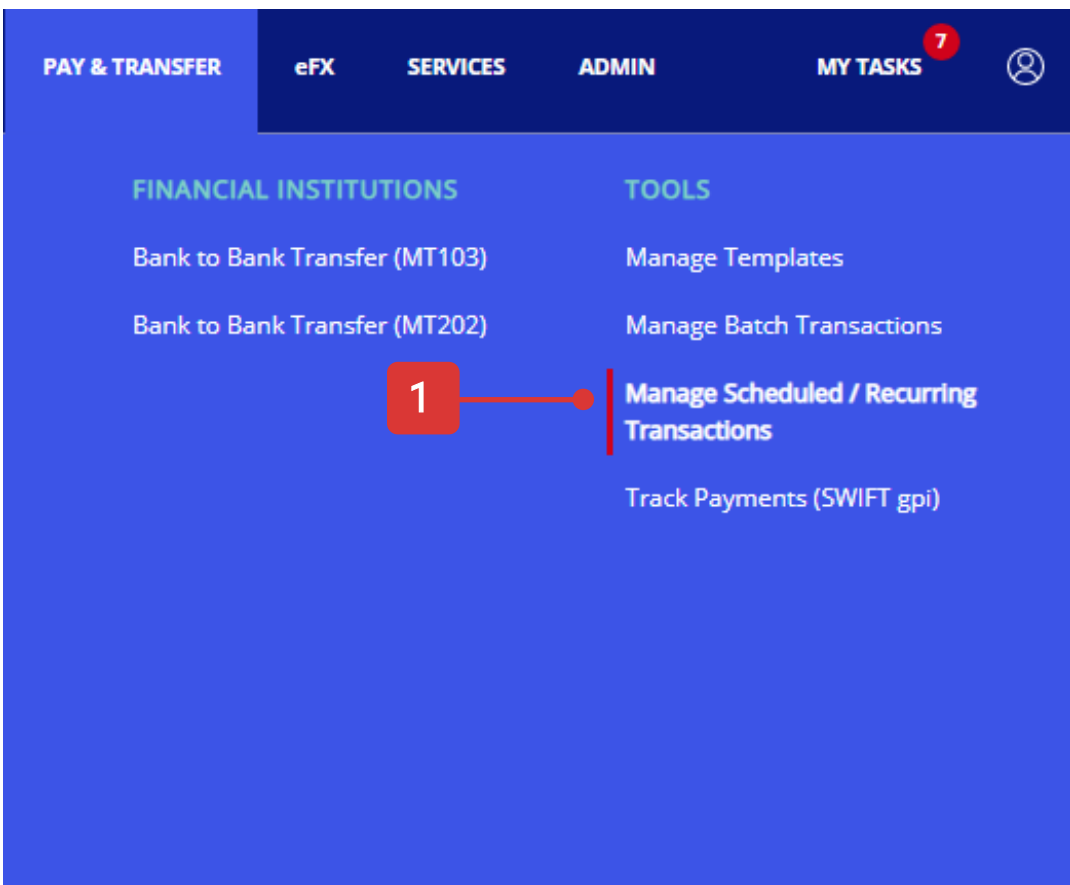 PAY & TRANSFER eFX SERVICES ADMIN MY TASKS 7
FINANCIAL INSTITUTIONS
Bank to Bank Transfer (MT103)
Bank to Bank Transfer (MT202)
TOOLS
Manage Templates
Manage Batch Transactions
1
Manage Scheduled / Recurring
Transactions
Track Payments (SWIFT gpi)